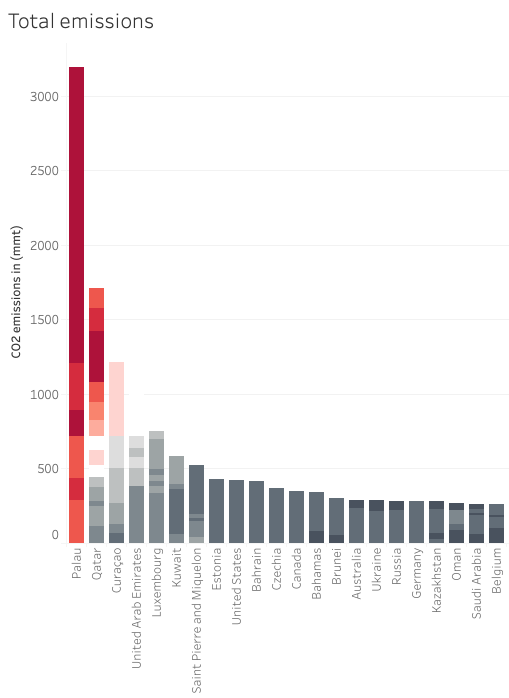 Total emissions
CO2 emissions in (mmt)
3000
2500
2000
1500
1000
500
0
Palau
Qatar
Curaçao
United Arab Emirates
Luxembourg
Kuwait
Saint Pierre and Miquelon
Estonia
United States
Bahrain
Czechia
Canada
Bahamas
Brunei
Australia
Ukraine
Russia
Germany
Kazakhstan
Oman
Saudi Arabia
Belgium